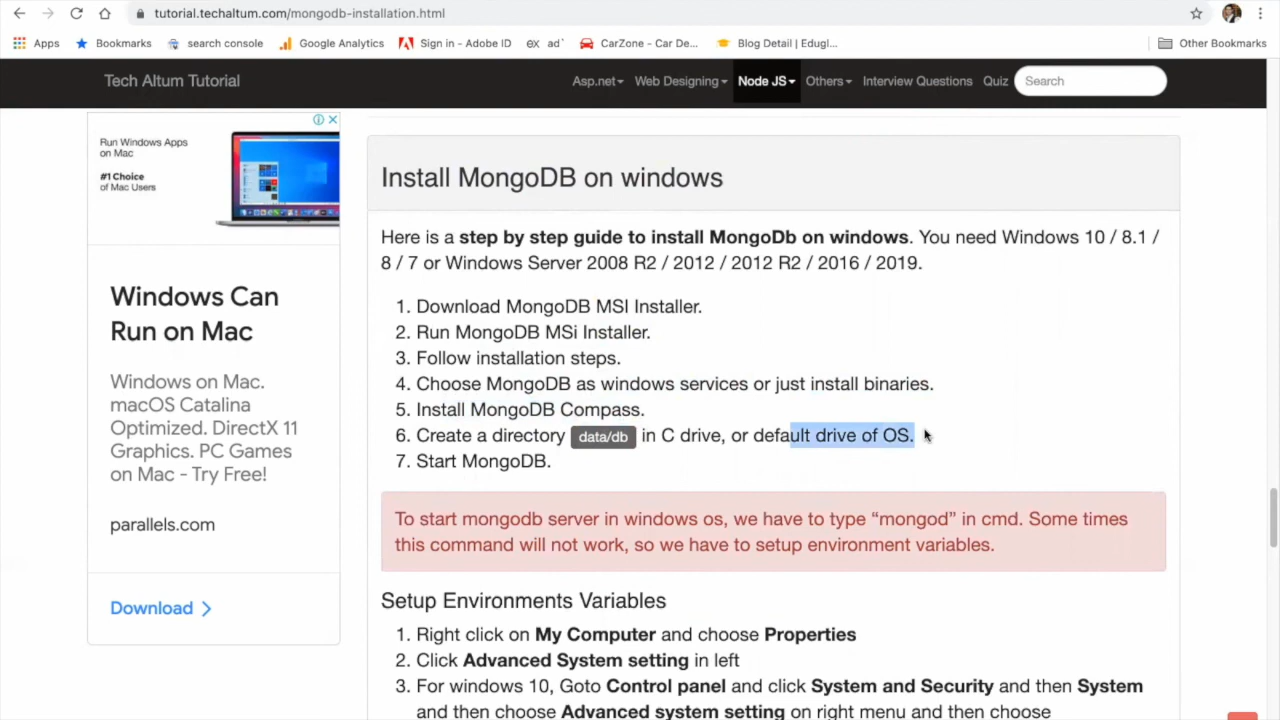 tutorial.techaltum.com/mongodb-installation.html
Apps Bookmarks search console Google Analytics Sign in - Adobe ID ex ad` CarZone - Car De... Blog Detail | Edugl... Other Bookmarks
Tech Altum Tutorial Asp.net Web Designing Node JS Others Interview Questions Quiz Search
Run Windows Apps
on Mac
#1 Choice
of Mac Users
Windows Can
Run on Mac
Windows on Mac.
macOS Catalina
Optimized. DirectX 11
Graphics. PC Games
on Mac - Try Free!
parallels.com
Download
Install MongoDB on windows
Here is a step by step guide to install MongoDb on windows. You need Windows 10 / 8.1 /
8 / 7 or Windows Server 2008 R2 / 2012 / 2012 R2 / 2016 / 2019.
1. Download MongoDB MSI Installer.
2. Run MongoDB MSi Installer.
3. Follow installation steps.
4. Choose MongoDB as windows services or just install binaries.
5. Install MongoDB Compass.
6. Create a directory data/db in C drive, or default drive of OS.
7. Start MongoDB.
To start mongodb server in windows os, we have to type “mongod” in cmd. Some times
this command will not work, so we have to setup environment variables.
Setup Environments Variables
1. Right click on My Computer and choose Properties
2. Click Advanced System setting in left
3. For windows 10, Goto Control panel and click System and Security and then System
and then choose Advanced system setting on right menu and then choose